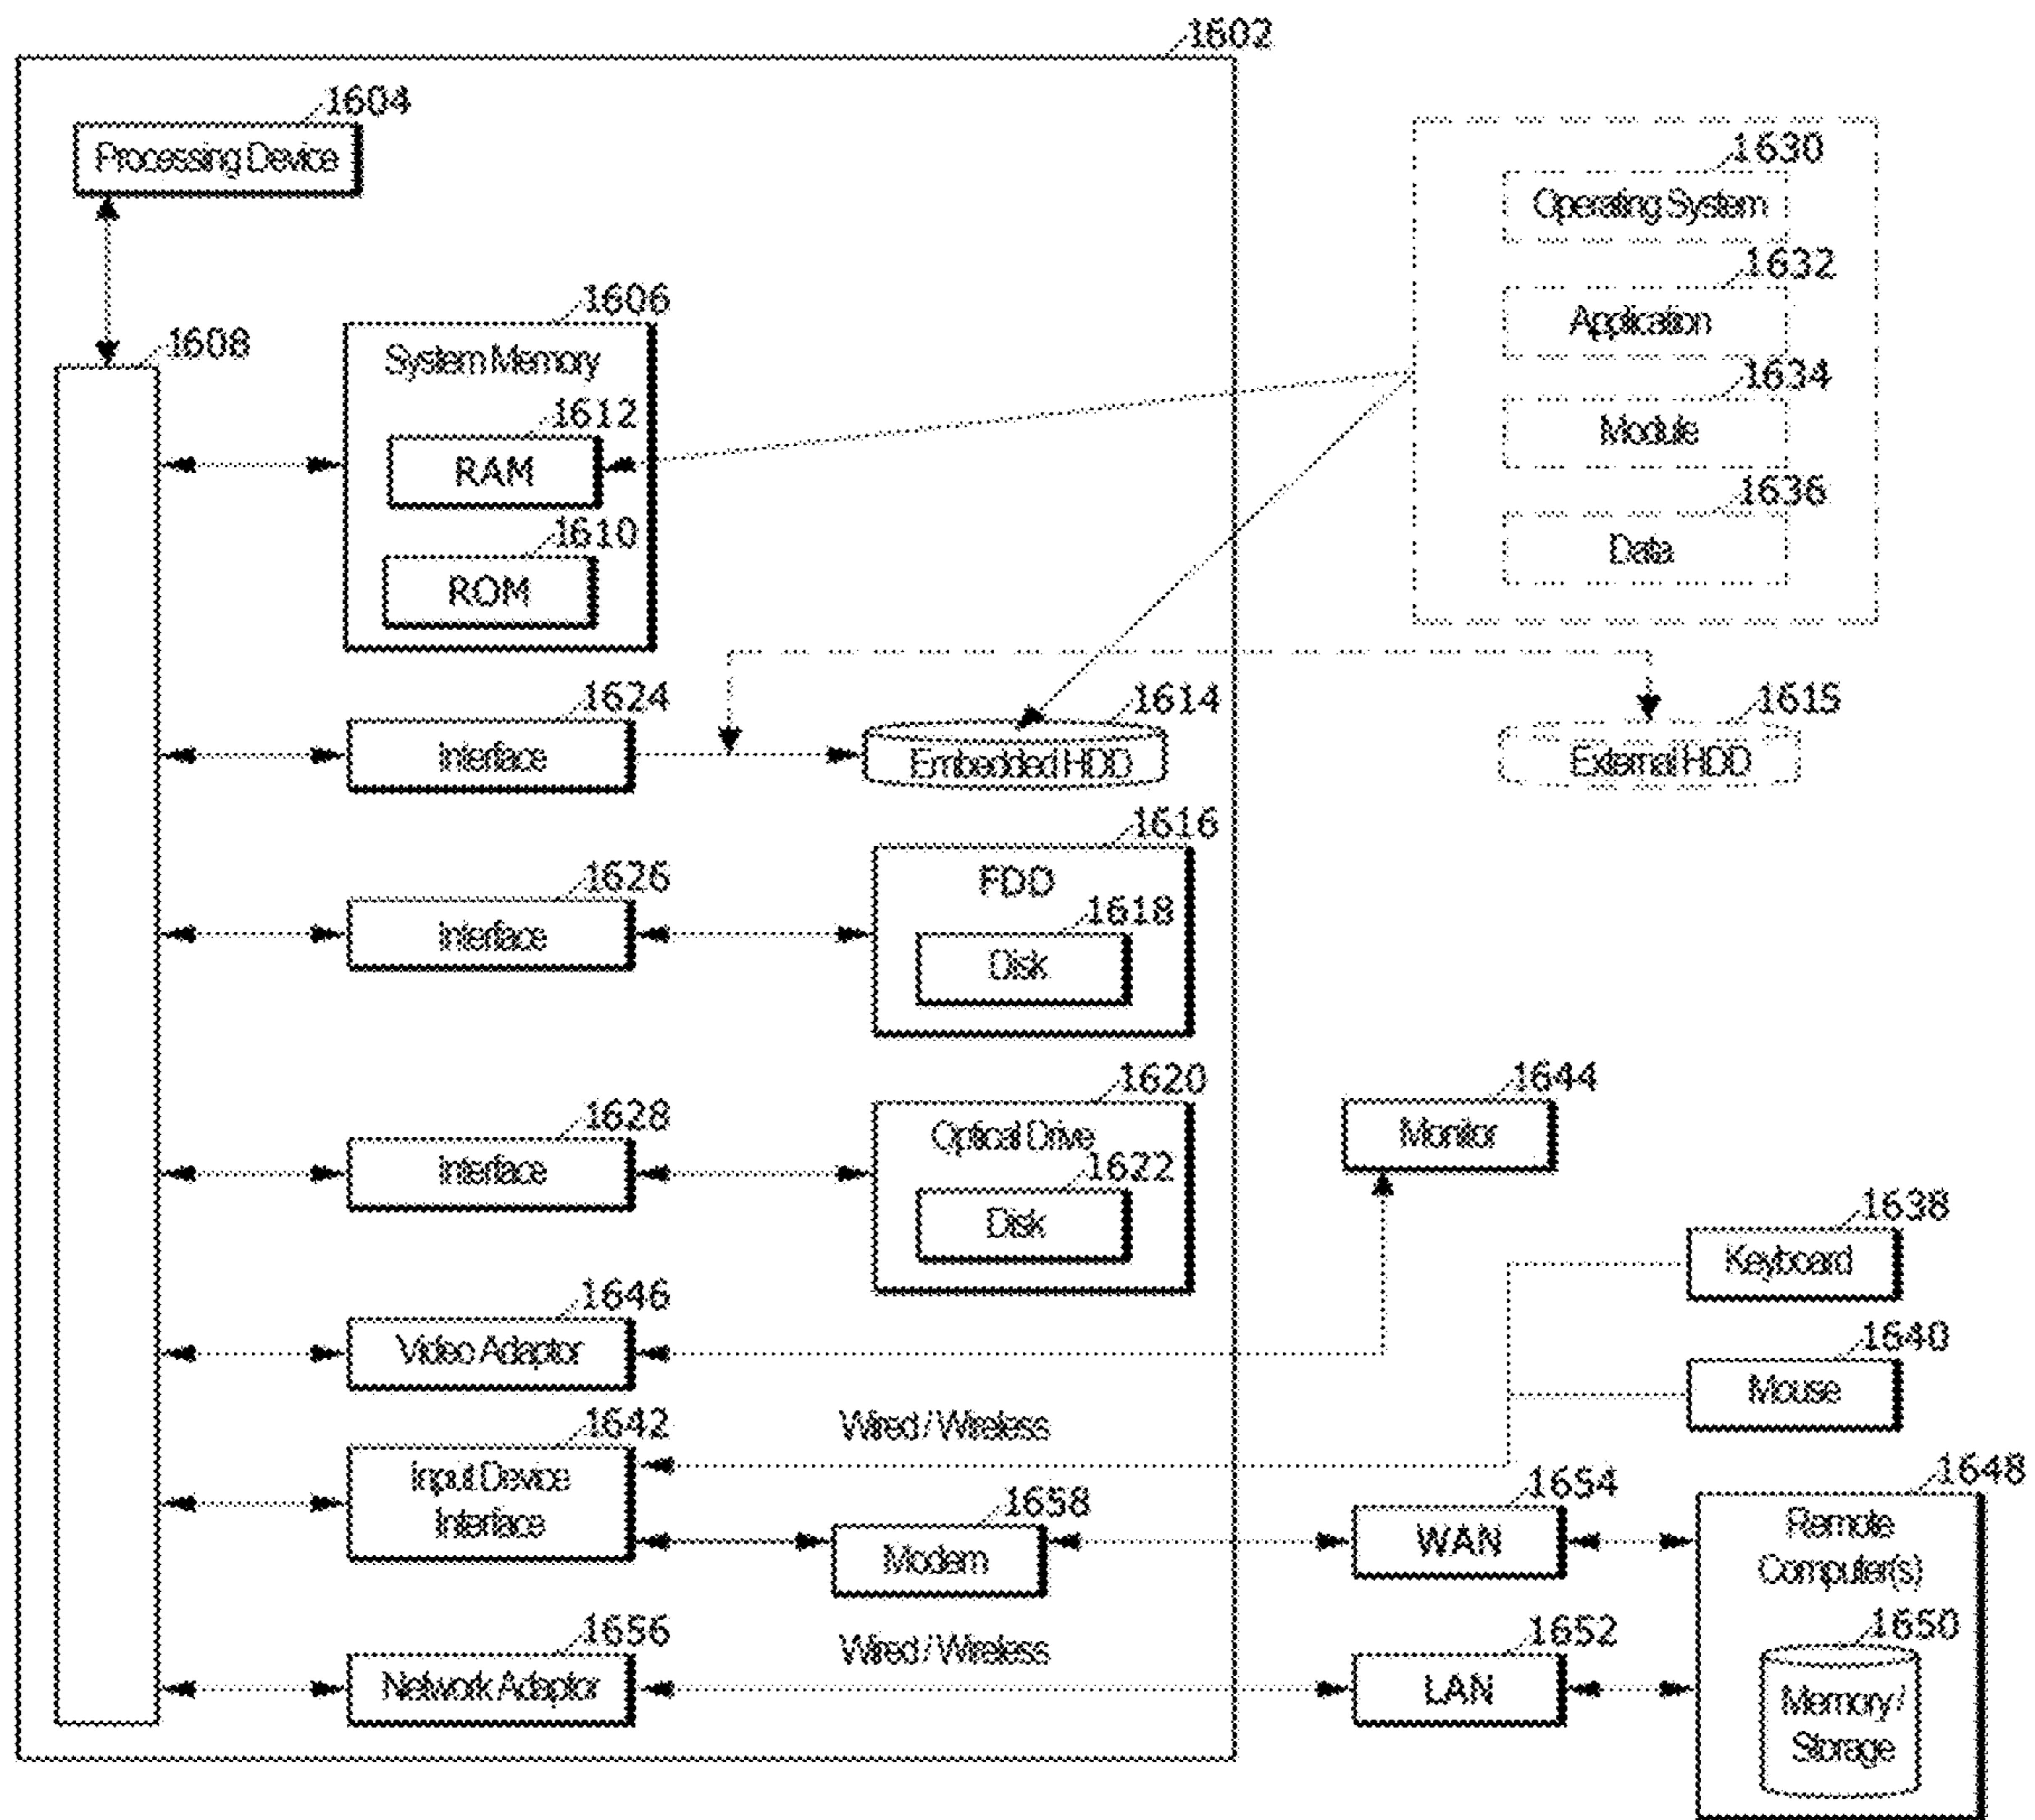 1602
1604
Processing Device
1630
Operating System
1632
Application
1634
Module
1636
Data
1606
System Memory
1608
1612
RAM
1610
ROM
1624
Interface
1614
Embedded HDD
1615
External HDD
1616
FDD
1626
Interface
1618
Disk
1620
Optical Drive
1628
Interface
1622
Disk
1644
Monitor
1638
Keyboard
1646
Video Adaptor
1640
Mouse
1642
Input Device
Interface
Wired / Wireless
1658
Modem
1654
WAN
1648
Remote
Computer(s)
1656
Network Adaptor
Wired / Wireless
1652
LAN
1650
Memory /
Storage